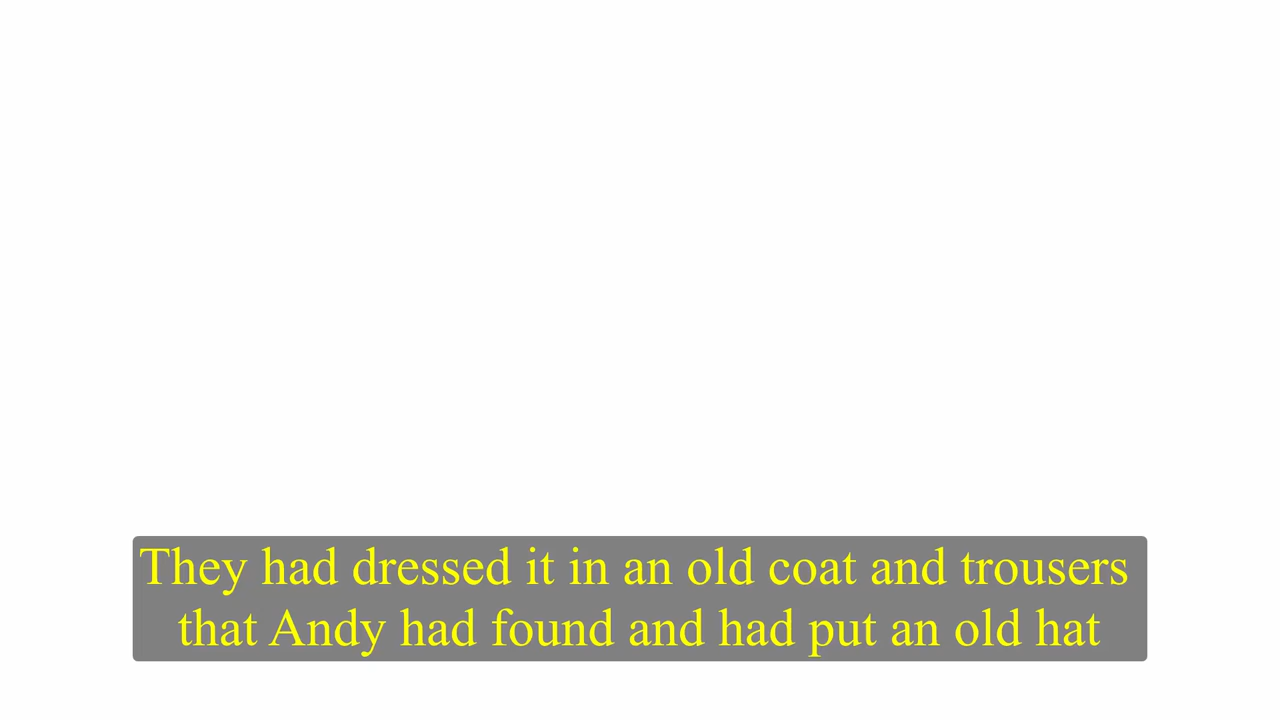 They had dressed it in an old coat and trousers
that Andy had found and had put an old hat